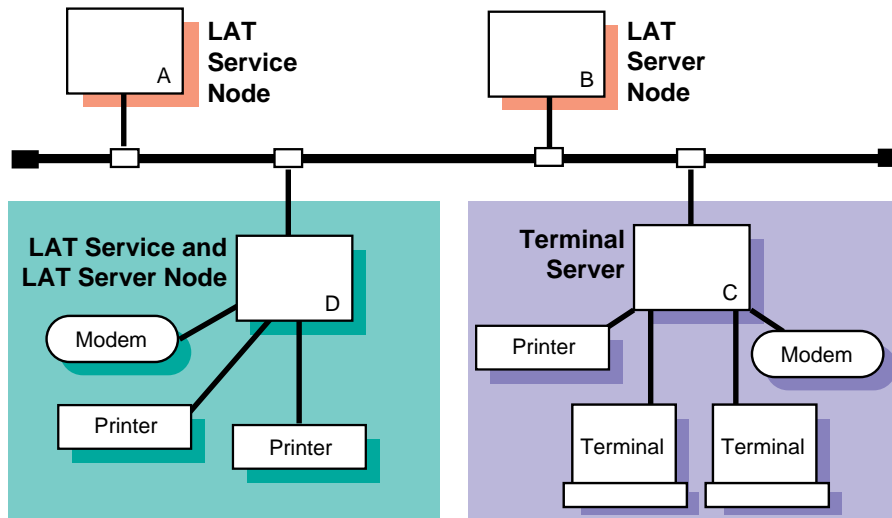 LAT
Service
Node
A
LAT
Server
Node
B
LAT Service and
LAT Server Node
D
Modem
Printer
Printer
Terminal
Server
C
Printer
Modem
Terminal
Terminal